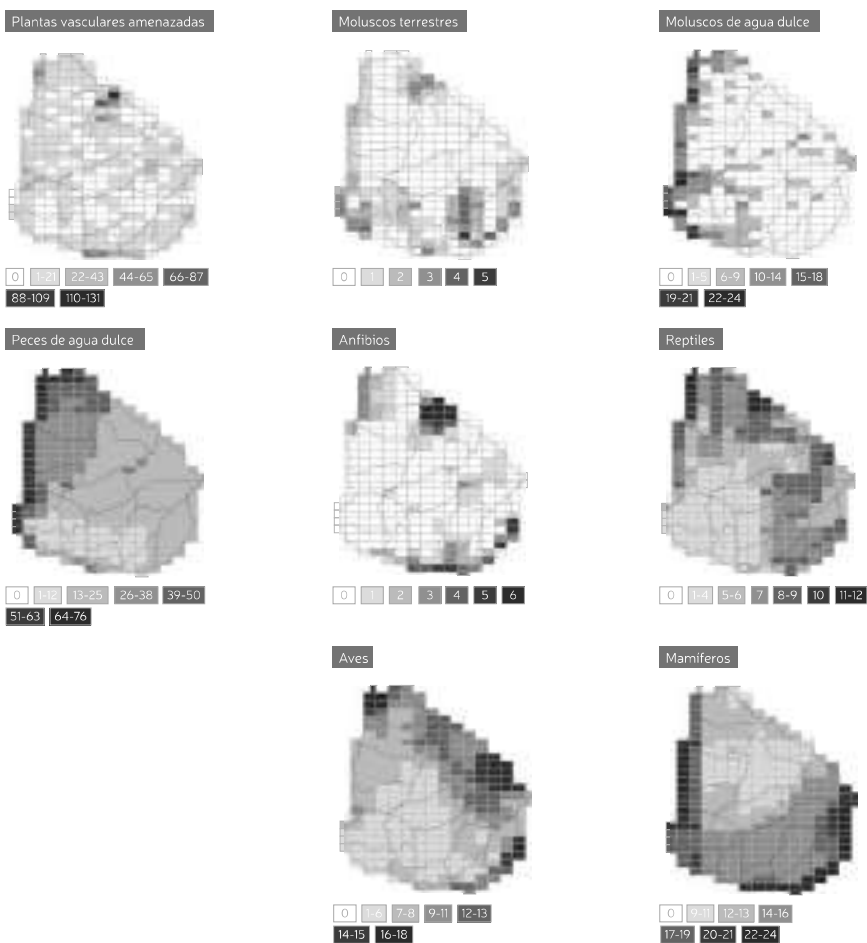 Plantas vasculares amenazadas
0 1-21 22-43 44-65 66-87
88-109 110-131
Moluscos terrestres
0 1 2 3 4 5
Moluscos de agua dulce
0 1-5 6-9 10-14 15-18
19-21 22-24
Peces de agua dulce
0 1-12 13-25 26-38 39-50
51-63 64-76
Anfibios
0 1 2 3 4 5 6
Reptiles
0 1-4 5-6 7 8-9 10 11-12
Aves
0 1-6 7-8 9-11 12-13
14-15 16-18
Mamíferos
0 9-11 12-13 14-16
17-19 20-21 22-24